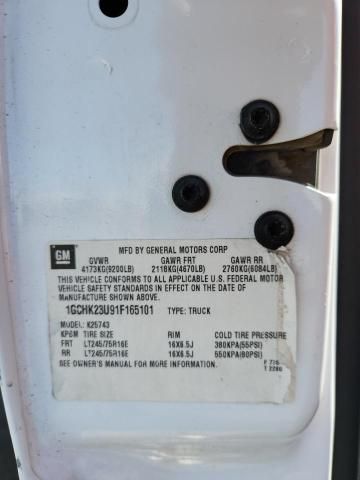 GM
MFD BY GENERAL MOTORS CORP
GVWR GAWR FRT GAWR RR
4173KG(9200LB) 2118KG(4670LB) 2760KG(6084LB)
THIS VEHICLE CONFORMS TO ALL APPLICABLE U.S. FEDERAL MOTOR
VEHICLE SAFETY STANDARDS IN EFFECT ON THE DATE OF
MANUFACTURE SHOWN ABOVE.
1GCHK23U91F165101 TYPE: TRUCK
MODEL: K25743
TIRE SIZE RIM COLD TIRE PRESSURE
FRT LT245/75R16E 16X6.5J 380KPA(55PSI)
RR LT245/75R16E 16X6.5J 550KPA(80PSI)
SEE OWNER'S MANUAL FOR MORE INFORMATION.